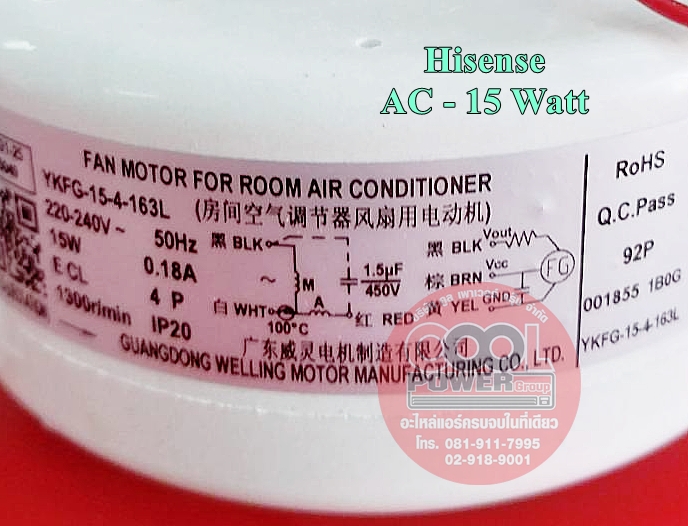 Hisense
AC - 15 Watt
FAN MOTOR FOR ROOM AIR CONDITIONER
YKFG-15-4-163L (房间空气调节器风扇用电动机)
220-240V~ 50Hz
15W 0.18A
E CL 4 P
1300r/min IP20
黑 BLK
M
A
白 WHT
100°C
1.5μF
450V
红 RED
黑 BLK Vout
棕 BRN Vcc
黄 YEL GND
FG
广东威灵电机制造有限公司
GUANGDONG WELLING MOTOR MANUFACTURING CO., LTD.
RoHS
Q.C.Pass
92P
001855 1B0G
YKFG-15-4-163L
COOL
POWER Group
อะไหล่แอร์ครบจบในที่เดียว
โทร. 081-911-7995
02-918-9001